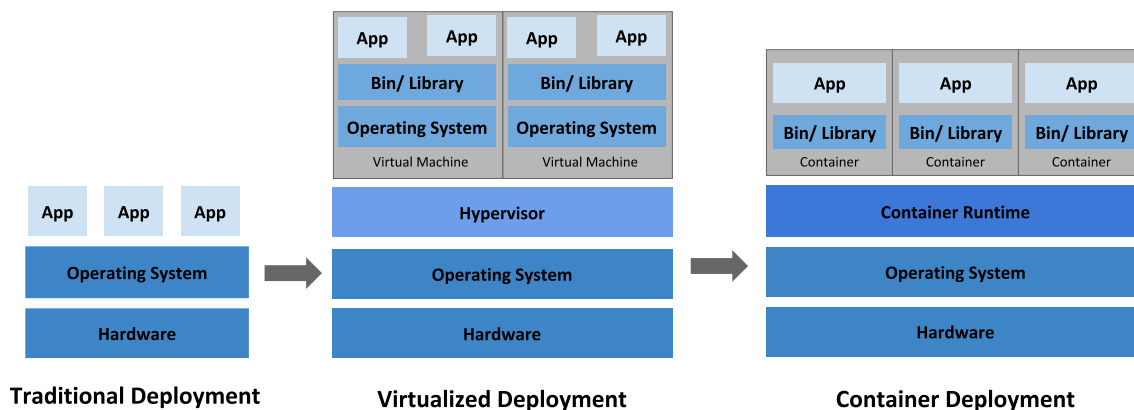 App
App
App
Operating System
Hardware
Traditional Deployment
App
App
Bin/ Library
Operating System
Virtual Machine
App
App
Bin/ Library
Operating System
Virtual Machine
Hypervisor
Operating System
Hardware
Virtualized Deployment
App
Bin/ Library
Container
App
Bin/ Library
Container
App
Bin/ Library
Container
Container Runtime
Operating System
Hardware
Container Deployment